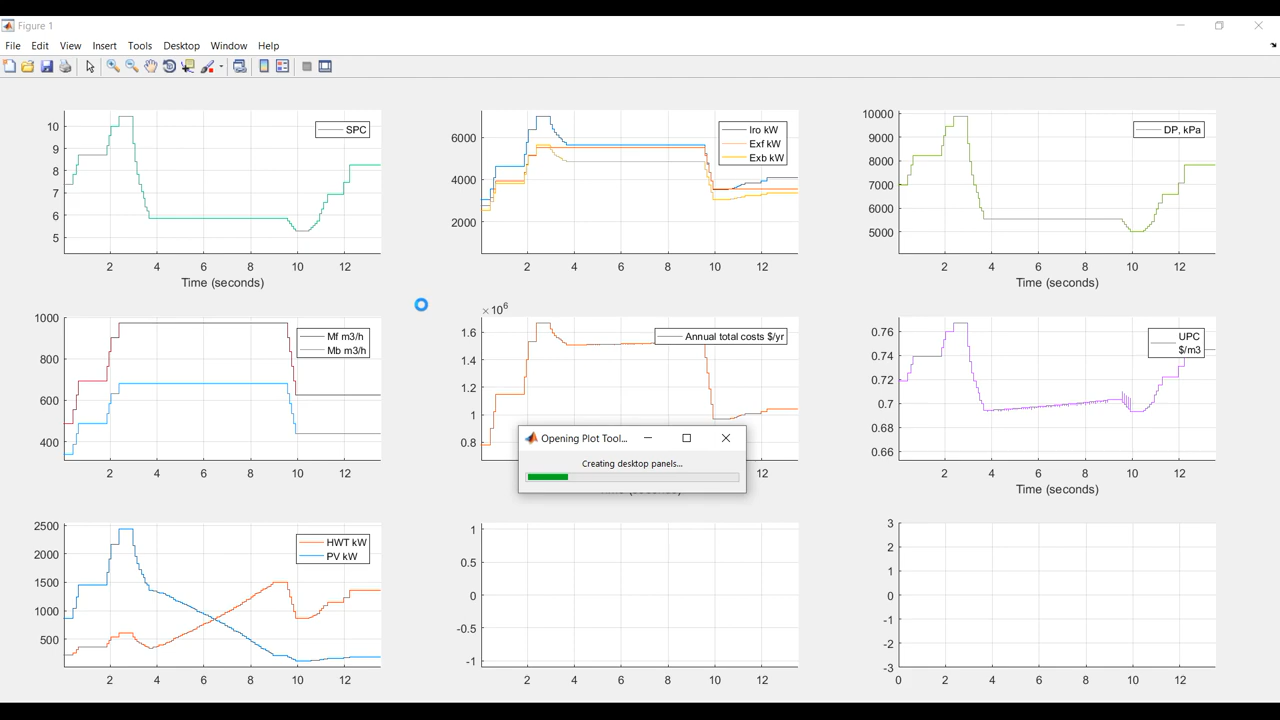 Figure 1
File Edit View Insert Tools Desktop Window Help
10
9
8
7
6
5
SPC
2 4 6 8 10 12
Time (seconds)
6000
4000
2000
Iro kW
Exf kW
Exb kW
2 4 6 8 10 12
10000
9000
8000
7000
6000
5000
DP, kPa
2 4 6 8 10 12
Time (seconds)
1000
800
600
400
Mf m3/h
Mb m3/h
2 4 6 8 10 12
× 10^6
1.6
1.4
1.2
1
0.8
Annual total costs $/yr
12
0.76
0.74
0.72
0.7
0.68
0.66
UPC
$/m3
2 4 6 8 10 12
Time (seconds)
Opening Plot Tool...
Creating desktop panels...
2500
2000
1500
1000
500
HWT kW
PV kW
2 4 6 8 10 12
1
0.5
0
-0.5
-1
2 4 6 8 10 12
3
2
1
0
-1
-2
-3
0 2 4 6 8 10 12